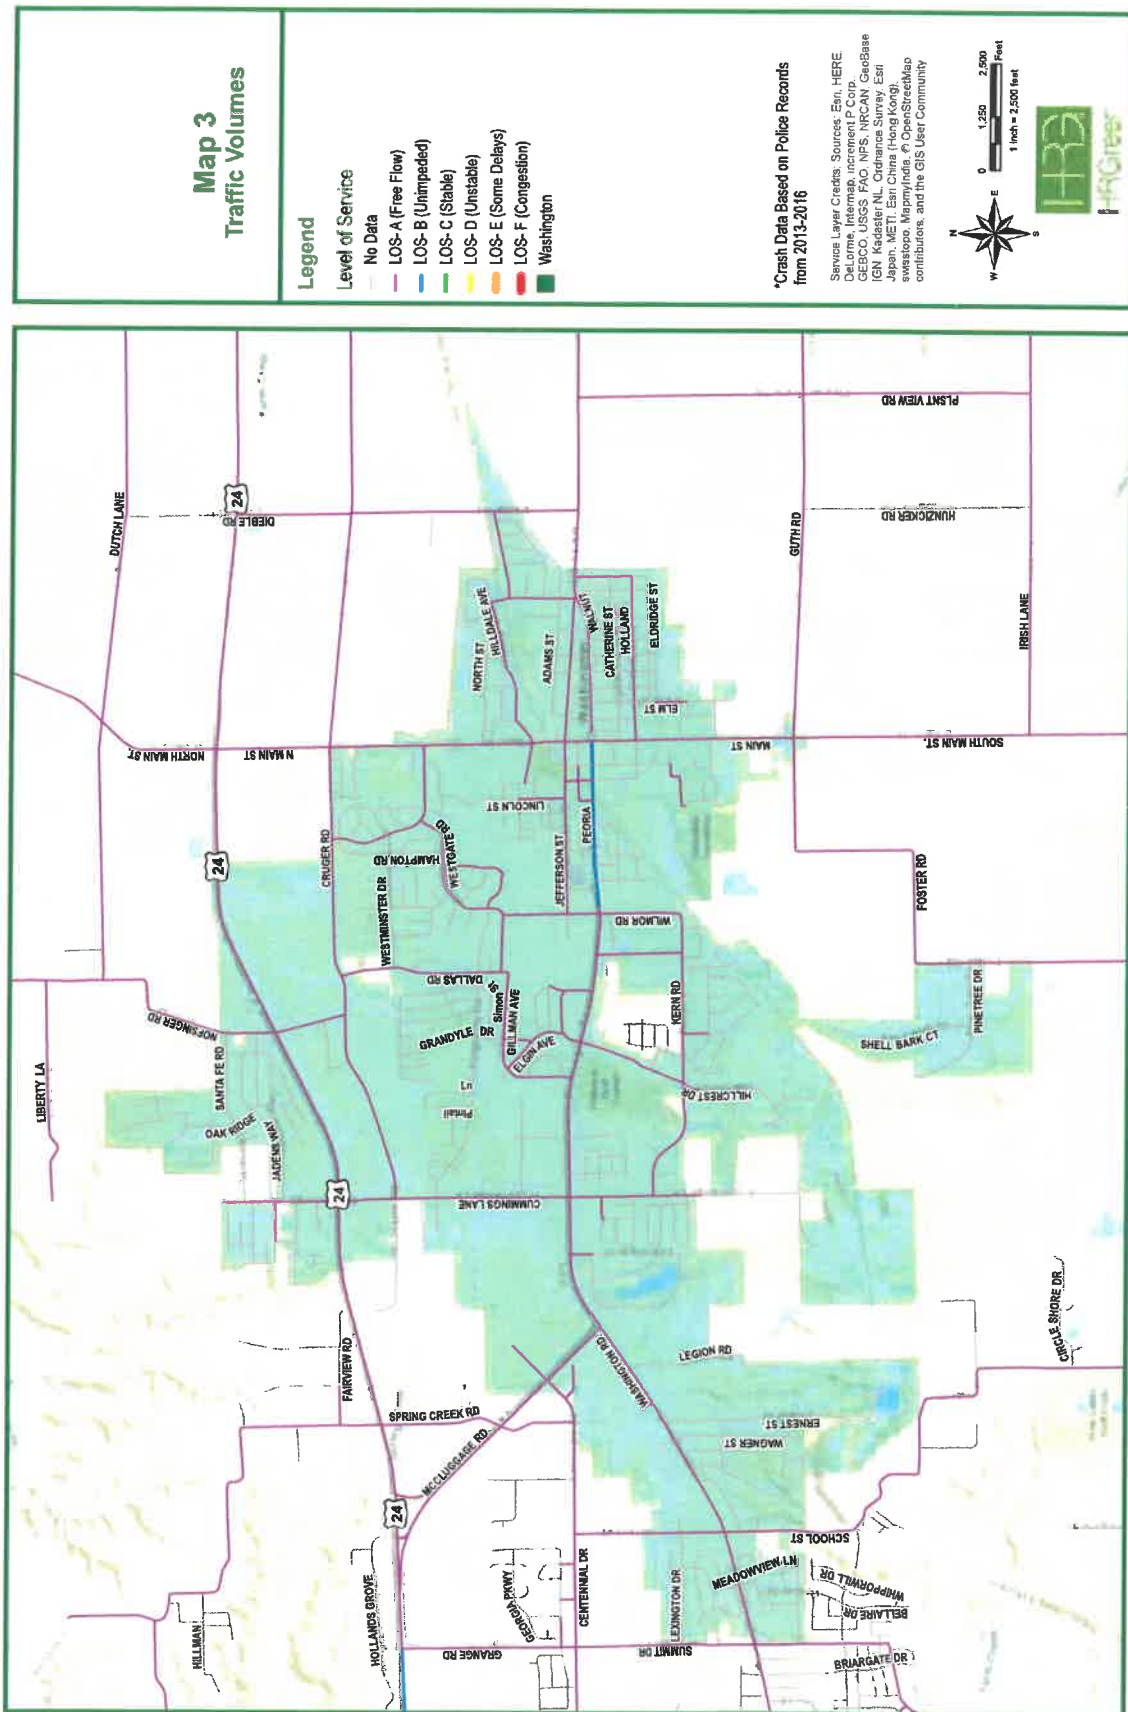 Map 3
Traffic Volumes
Legend
Level of Service
No Data
LOS- A (Free Flow)
LOS- B (Unimpeded)
LOS- C (Stable)
LOS- D (Unstable)
LOS- E (Some Delays)
LOS- F (Congestion)
Washington
*Crash Data Based on Police Records
from 2013-2016
Service Layer Credits: Sources: Esri, HERE,
DeLorme, Intermap, increment P Corp.,
GEBCO, USGS, FAO, NPS, NRCAN, GeoBase,
IGN, Kadaster NL, Ordnance Survey, Esri
Japan, METI, Esri China (Hong Kong),
swisstopo, MapmyIndia, © OpenStreetMap
contributors, and the GIS User Community
N
W
E
S
0 1,250 2,500
Feet
1 inch = 2,500 feet
HRG
HRGreen
LIBERTY LA
DUTCH LANE
24
DIEBLE RD
NORTH MAIN ST.
N MAIN ST
24
NOFSINGER RD
SANTA FE RD
OAK RIDGE
JADENS WAY
24
CRUGER RD
WESTMINSTER DR
HAMPTON RD
WESTGATE RD
NORTH ST
HILLDALE AVE
ADAMS ST
LINCOLN ST
JEFFERSON ST
PEORIA
WALNUT
CATHERINE ST
HOLLAND
ELDRIDGE ST
ELM ST
MAIN ST
SOUTH MAIN ST.
GUTH RD
PLSNT VIEW RD
HUNZICKER RD
IRISH LANE
FOSTER RD
DALLAS RD
Simon St
GILLMAN AVE
GRANDYLE DR
ELGIN AVE
Pintail Ln
WILMOR RD
KERN RD
HILLCREST DR
SHELL BARK CT
PINETREE DR
CUMMINGS LANE
FAIRVIEW RD
SPRING CREEK RD
MCCLUGGAGE RD
24
WASHINGTON RD
LEGION RD
ERNEST ST
WAGNER ST
CIRCLE SHORE DR
HILLMAN
HOLLANDS GROVE
GEORGIA PKWY
CENTENNIAL DR
GRANGE RD
SUMMIT DR
LEXINGTON DR
MEADOWVIEW LN
SCHOOL ST
WHIPPORWILL DR
BELLAIRE DR
BRIARGATE DR